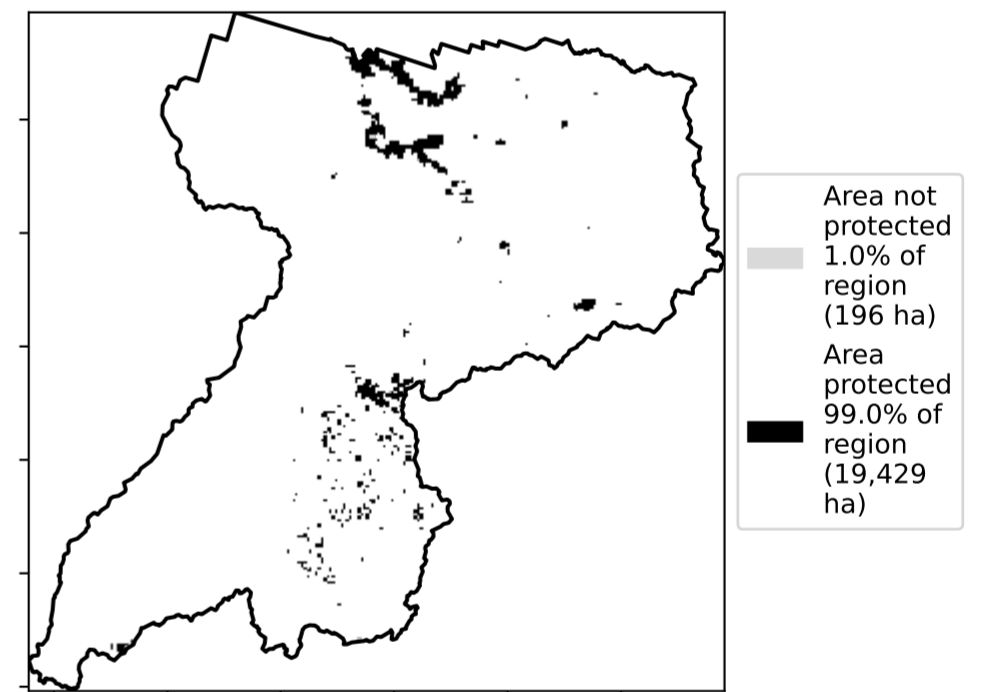 Area not
protected
1.0% of
region
(196 ha)
Area
protected
99.0% of
region
(19,429
ha)